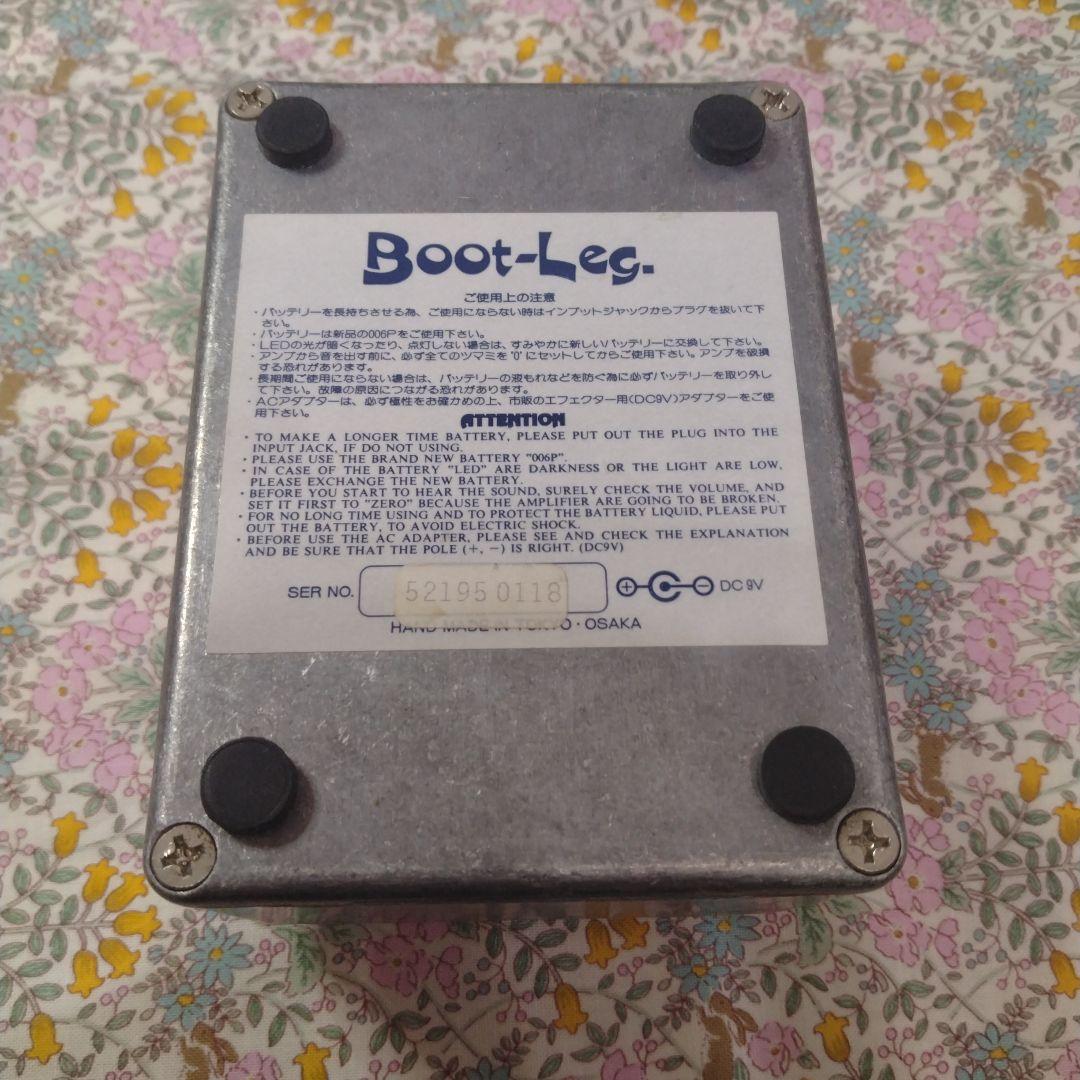 Boot-Leg.
ご使用上の注意
・バッテリーを長持ちさせる為、ご使用にならない時はインプットジャックからプラグを抜いて下
さい。
・バッテリーは新品の006Pをご使用下さい。
・LEDの光が暗くなったり、点灯しない場合は、すみやかに新しいバッテリーに交換して下さい。
・アンプから音を出す前に、必ず全てのツマミを'0'にセットしてからご使用下さい。アンプを破損
する恐れがあります。
・長期間ご使用にならない場合は、バッテリーの液もれなどを防ぐ為に必ずバッテリーを取り外し
て下さい。故障の原因につながる恐れがあります。
・ACアダプターは、必ず極性をお確かめの上、市販のエフェクター用(DC9V)アダプターをご使
用下さい。
ATTENTION
・TO MAKE A LONGER TIME BATTERY, PLEASE PUT OUT THE PLUG INTO THE
INPUT JACK, IF DO NOT USING.
・PLEASE USE THE BRAND NEW BATTERY "006P".
・IN CASE OF THE BATTERY "LED" ARE DARKNESS OR THE LIGHT ARE LOW,
PLEASE EXCHANGE THE NEW BATTERY.
・BEFORE YOU START TO HEAR THE SOUND, SURELY CHECK THE VOLUME, AND
SET IT FIRST TO "ZERO" BECAUSE THE AMPLIFIER ARE GOING TO BE BROKEN.
・FOR NO LONG TIME USING AND TO PROTECT THE BATTERY LIQUID, PLEASE PUT
OUT THE BATTERY, TO AVOID ELECTRIC SHOCK.
・BEFORE USE THE AC ADAPTER, PLEASE SEE AND CHECK THE EXPLANATION
AND BE SURE THAT THE POLE (+, −) IS RIGHT. (DC9V)
SER NO. 52195 0118 DC 9V
HAND MADE IN TOKYO・OSAKA